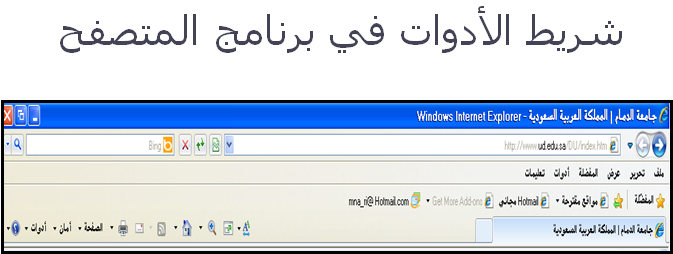 شريط الأدوات في برنامج المتصفح
جامعة الدمام | المملكة العربية السعودية - Windows Internet Explorer
http://www.ud.edu.sa/DU/index.htm
Bing
ملف تحرير عرض المفضلة أدوات تعليمات
المفضلة مواقع مقترحة Hotmail مجاني Get More Add-ons mna_ri@Hotmail.com
جامعة الدمام | المملكة العربية السعودية
الصفحة أمان أدوات